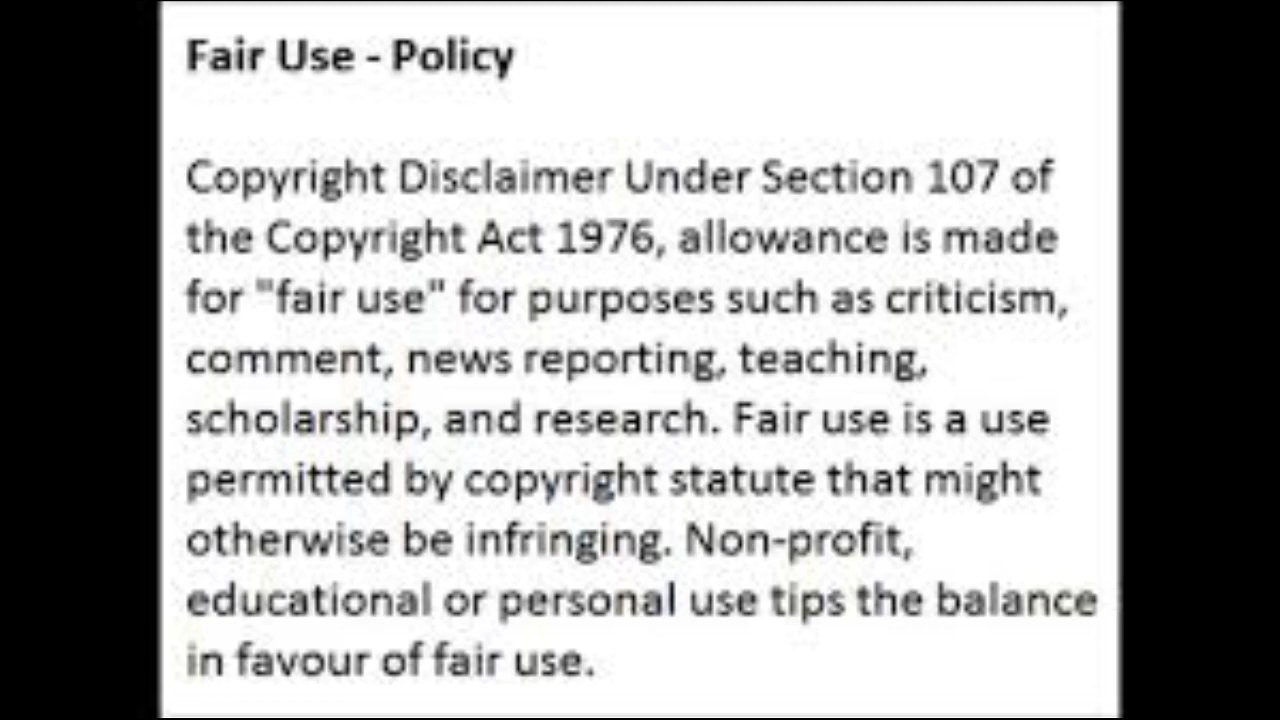 Fair Use - Policy
Copyright Disclaimer Under Section 107 of
the Copyright Act 1976, allowance is made
for "fair use" for purposes such as criticism,
comment, news reporting, teaching,
scholarship, and research. Fair use is a use
permitted by copyright statute that might
otherwise be infringing. Non-profit,
educational or personal use tips the balance
in favour of fair use.